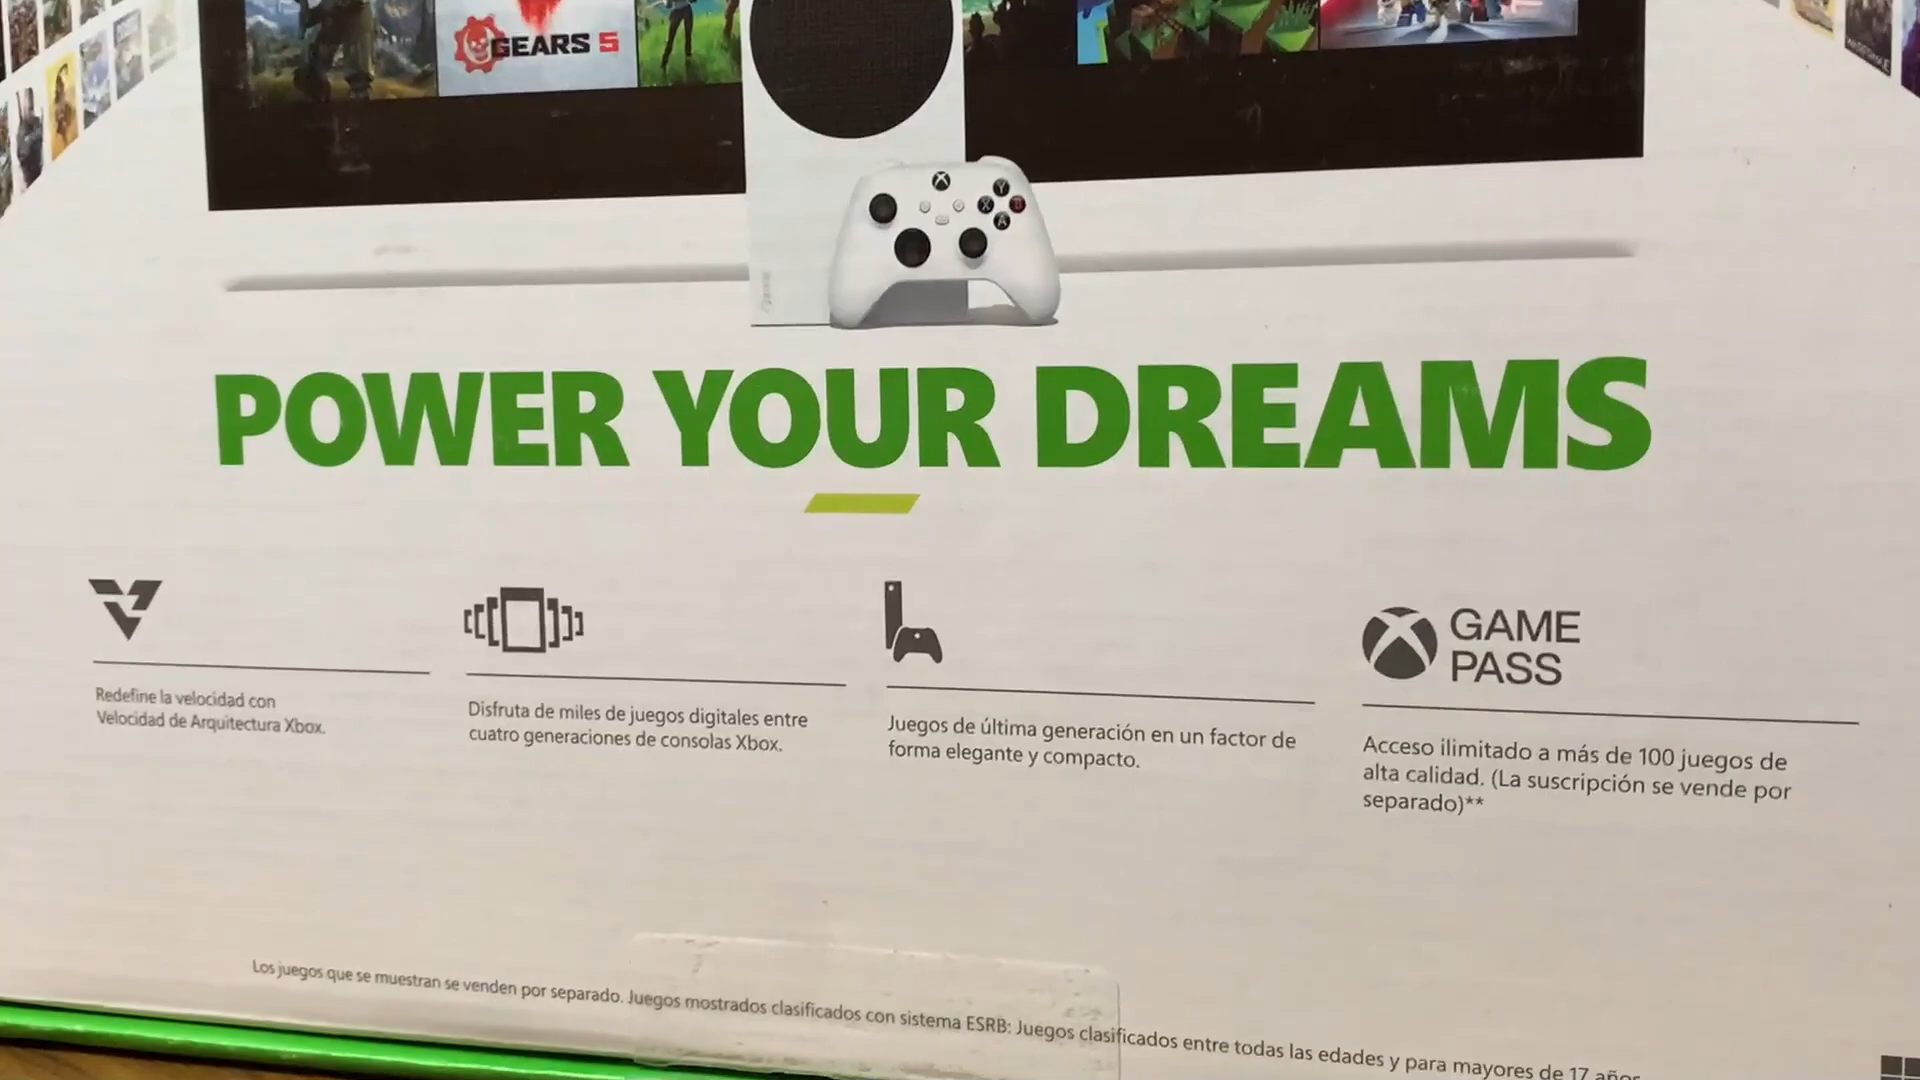 GEARS 5
Y
X
A
POWER YOUR DREAMS
Redefine la velocidad con
Velocidad de Arquitectura Xbox.
Disfruta de miles de juegos digitales entre
cuatro generaciones de consolas Xbox.
Juegos de última generación en un factor de
forma elegante y compacto.
GAME
PASS
Acceso ilimitado a más de 100 juegos de
alta calidad. (La suscripción se vende por
separado)**
Los juegos que se muestran se venden por separado. Juegos mostrados clasificados con sistema ESRB: Juegos clasificados entre todas las edades y para mayores de 17 años